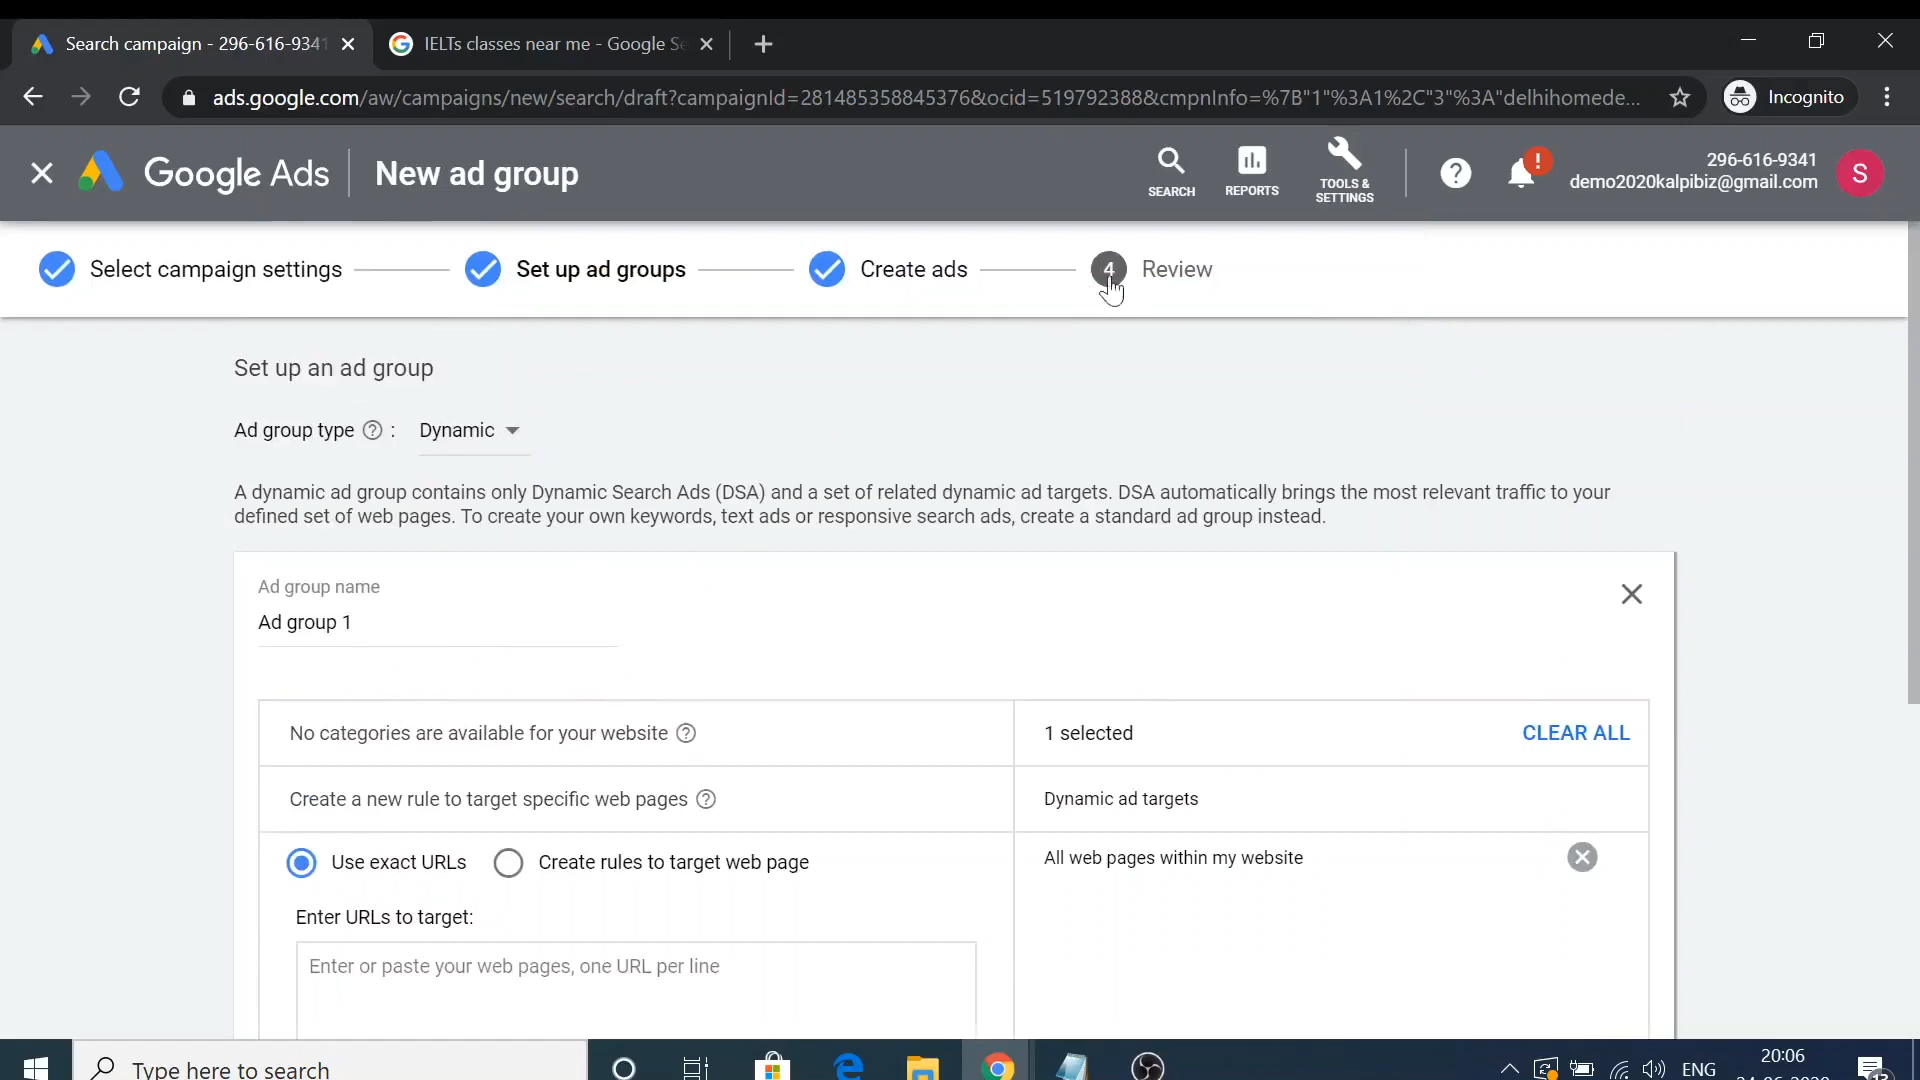 Search campaign - 296-616-9341
IELTs classes near me - Google Se
ads.google.com/aw/campaigns/new/search/draft?campaignId=281485358845376&ocid=519792388&cmpnInfo=%7B"1"%3A1%2C"3"%3A"delhihomede...
Incognito
Google Ads
New ad group
SEARCH
REPORTS
TOOLS &
SETTINGS
?
!
296-616-9341
demo2020kalpibiz@gmail.com
S
Select campaign settings
Set up ad groups
Create ads
4
Review
Set up an ad group
Ad group type ? :
Dynamic
A dynamic ad group contains only Dynamic Search Ads (DSA) and a set of related dynamic ad targets. DSA automatically brings the most relevant traffic to your
defined set of web pages. To create your own keywords, text ads or responsive search ads, create a standard ad group instead.
Ad group name
Ad group 1
No categories are available for your website ?
1 selected
CLEAR ALL
Create a new rule to target specific web pages ?
Dynamic ad targets
Use exact URLs
Create rules to target web page
All web pages within my website
Enter URLs to target:
Enter or paste your web pages, one URL per line
Type here to search
ENG
20:06